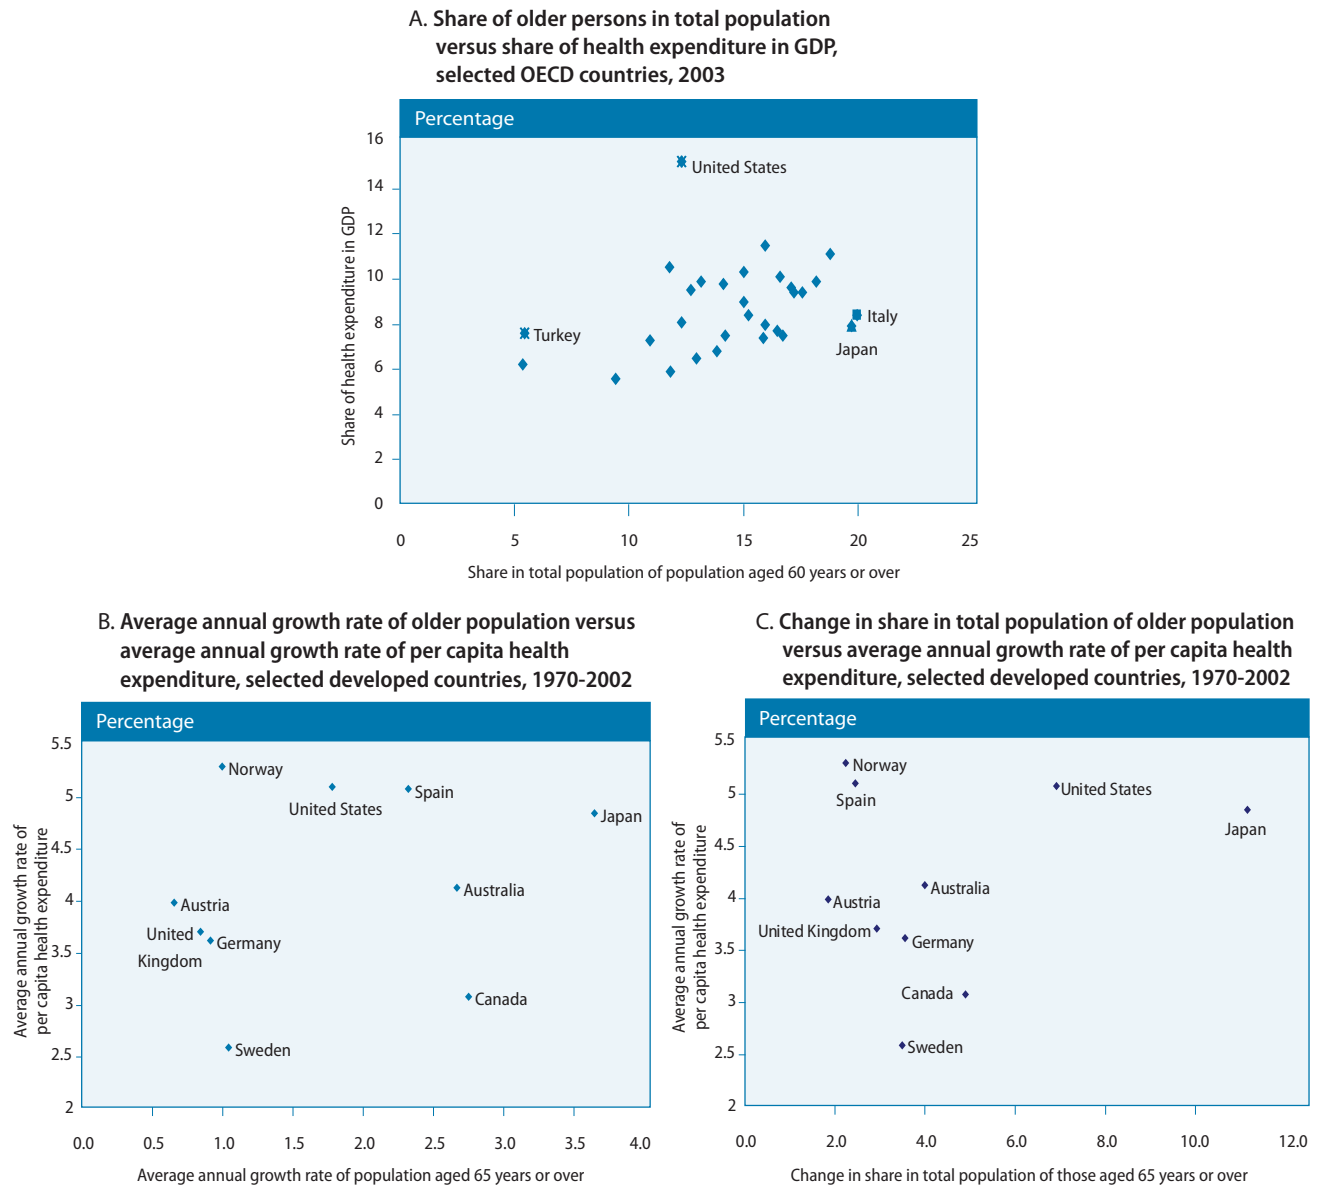 A. Share of older persons in total population
versus share of health expenditure in GDP,
selected OECD countries, 2003
Percentage
Share of health expenditure in GDP
16
14
12
10
8
6
4
2
0
United States
Turkey
Italy
Japan
0 5 10 15 20 25
Share in total population of population aged 60 years or over
B. Average annual growth rate of older population versus
average annual growth rate of per capita health
expenditure, selected developed countries, 1970-2002
Percentage
Average annual growth rate of
per capita health expenditure
5.5
5
4.5
4
3.5
3
2.5
2
Norway
United States
Spain
Japan
Australia
Austria
United
Kingdom
Germany
Canada
Sweden
0.0 0.5 1.0 1.5 2.0 2.5 3.0 3.5 4.0
Average annual growth rate of population aged 65 years or over
C. Change in share in total population of older population
versus average annual growth rate of per capita health
expenditure, selected developed countries, 1970-2002
Percentage
Average annual growth rate of
per capita health expenditure
5.5
5
4.5
4
3.5
3
2.5
2
Norway
Spain
United States
Japan
Australia
Austria
United Kingdom
Germany
Canada
Sweden
0.0 2.0 4.0 6.0 8.0 10.0 12.0
Change in share in total population of those aged 65 years or over